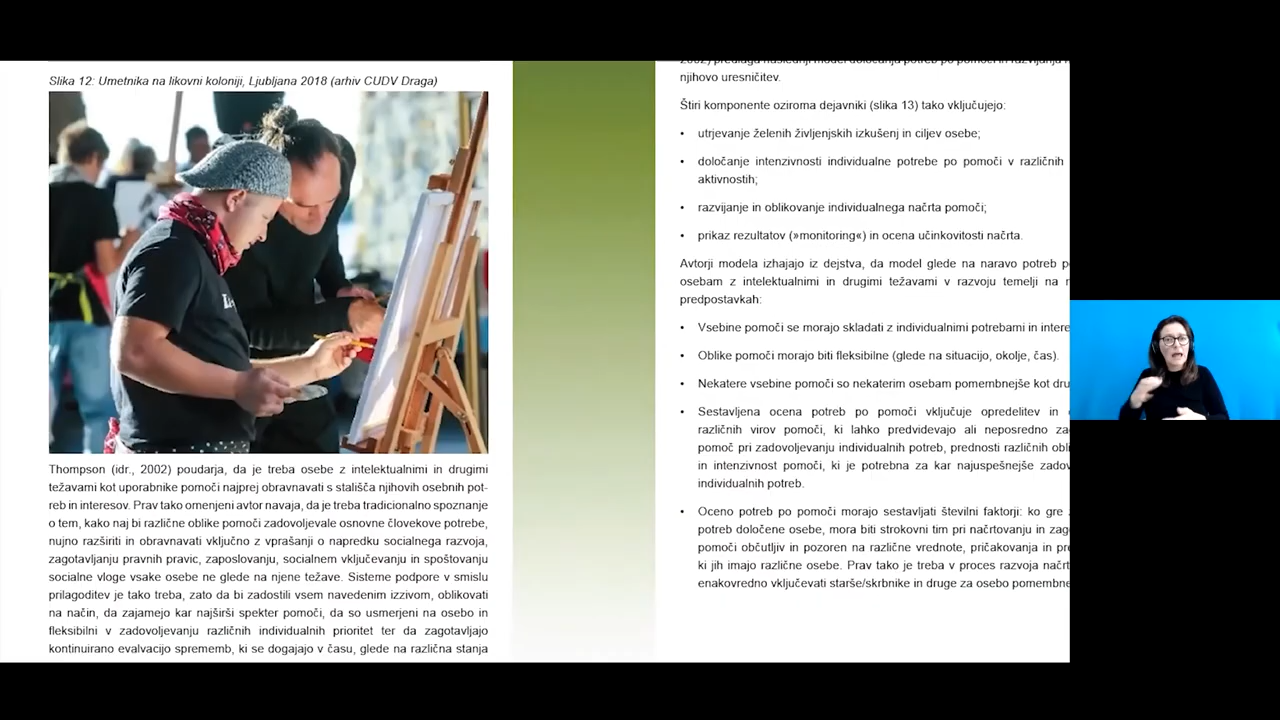 Slika 12: Umetnika na likovni koloniji, Ljubljana 2018 (arhiv CUDV Draga)
Thompson (idr., 2002) poudarja, da je treba osebe z intelektualnimi in drugimi
težavami kot uporabnike pomoči najprej obravnavati s stališča njihovih osebnih pot-
reb in interesov. Prav tako omenjeni avtor navaja, da je treba tradicionalno spoznanje
o tem, kako naj bi različne oblike pomoči zadovoljevale osnovne človekove potrebe,
nujno razširiti in obravnavati vključno z vprašanji o napredku socialnega razvoja,
zagotavljanju pravnih pravic, zaposlovanju, socialnem vključevanju in spoštovanju
socialne vloge vsake osebe ne glede na njene težave. Sisteme podpore v smislu
prilagoditev je tako treba, zato da bi zadostili vsem navedenim izzivom, oblikovati
na način, da zajamejo kar najširši spekter pomoči, da so usmerjeni na osebo in
fleksibilni v zadovoljevanju različnih individualnih prioritet ter da zagotavljajo
kontinuirano evalvacijo sprememb, ki se dogajajo v času, glede na različna stanja
2002) predlaga naslednji model določanja potreb po pomoči in razvijanja
njihovo uresničitev.
Štiri komponente oziroma dejavniki (slika 13) tako vključujejo:
• utrjevanje želenih življenjskih izkušenj in ciljev osebe;
• določanje intenzivnosti individualne potrebe po pomoči v različnih
aktivnostih;
• razvijanje in oblikovanje individualnega načrta pomoči;
• prikaz rezultatov (»monitoring«) in ocena učinkovitosti načrta.
Avtorji modela izhajajo iz dejstva, da model glede na naravo potreb
osebam z intelektualnimi in drugimi težavami v razvoju temelji na
predpostavkah:
• Vsebine pomoči se morajo skladati z individualnimi potrebami in
• Oblike pomoči morajo biti fleksibilne (glede na situacijo, okolje, čas).
• Nekatere vsebine pomoči so nekaterim osebam pomembnejše kot
• Sestavljena ocena potreb po pomoči vključuje opredelitev in
različnih virov pomoči, ki lahko predvidevajo ali neposredno
pomoč pri zadovoljevanju individualnih potreb, prednosti različnih
in intenzivnost pomoči, ki je potrebna za kar najuspešnejše
individualnih potreb.
• Oceno potreb po pomoči morajo sestavljati številni faktorji: ko gre
potreb določene osebe, mora biti strokovni tim pri načrtovanju in
pomoči občutljiv in pozoren na različne vrednote, pričakovanja in
ki jih imajo različne osebe. Prav tako je treba v proces razvoja
enakovredno vključevati starše/skrbnike in druge za osebo